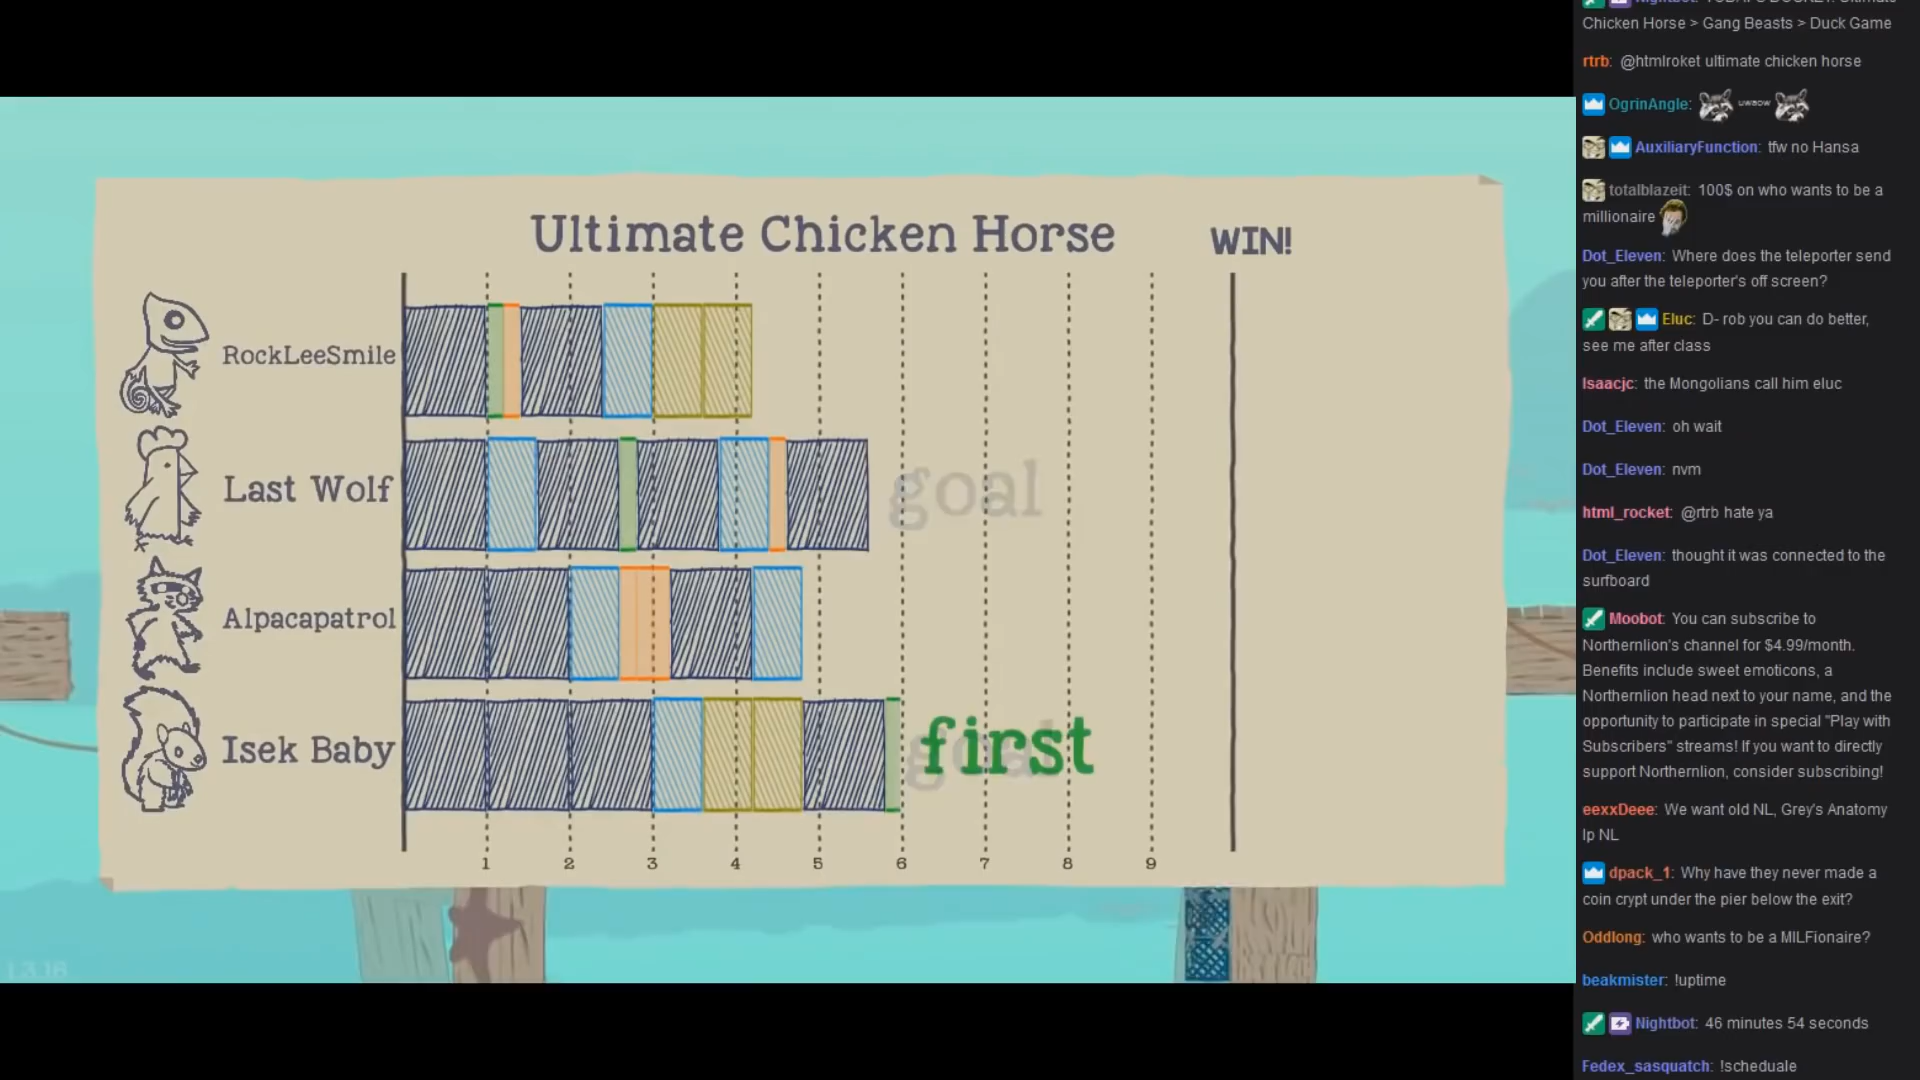 Ultimate Chicken Horse
WIN!
RockLeeSmile
Last Wolf
goal
Alpacapatrol
Isek Baby
first
goal
1 2 3 4 5 6 7 8 9
1.3.16
Chicken Horse > Gang Beasts > Duck Game
rtrb: @htmlroket ultimate chicken horse
OgrinAngle: UWBOW
AuxiliaryFunction: tfw no Hansa
totalblazeit: 100$ on who wants to be a
millionaire
Dot_Eleven: Where does the teleporter send
you after the teleporter's off screen?
Eluc: D- rob you can do better,
see me after class
Isaacjc: the Mongolians call him eluc
Dot_Eleven: oh wait
Dot_Eleven: nvm
html_rocket: @rtrb hate ya
Dot_Eleven: thought it was connected to the
surfboard
Moobot: You can subscribe to
Northernlion's channel for $4.99/month.
Benefits include sweet emoticons, a
Northernlion head next to your name, and the
opportunity to participate in special "Play with
Subscribers" streams! If you want to directly
support Northernlion, consider subscribing!
eexxDeee: We want old NL, Grey's Anatomy
lp NL
dpack_1: Why have they never made a
coin crypt under the pier below the exit?
Oddlong: who wants to be a MILFionaire?
beakmister: !uptime
Nightbot: 46 minutes 54 seconds
Fedex_sasquatch: !scheduale